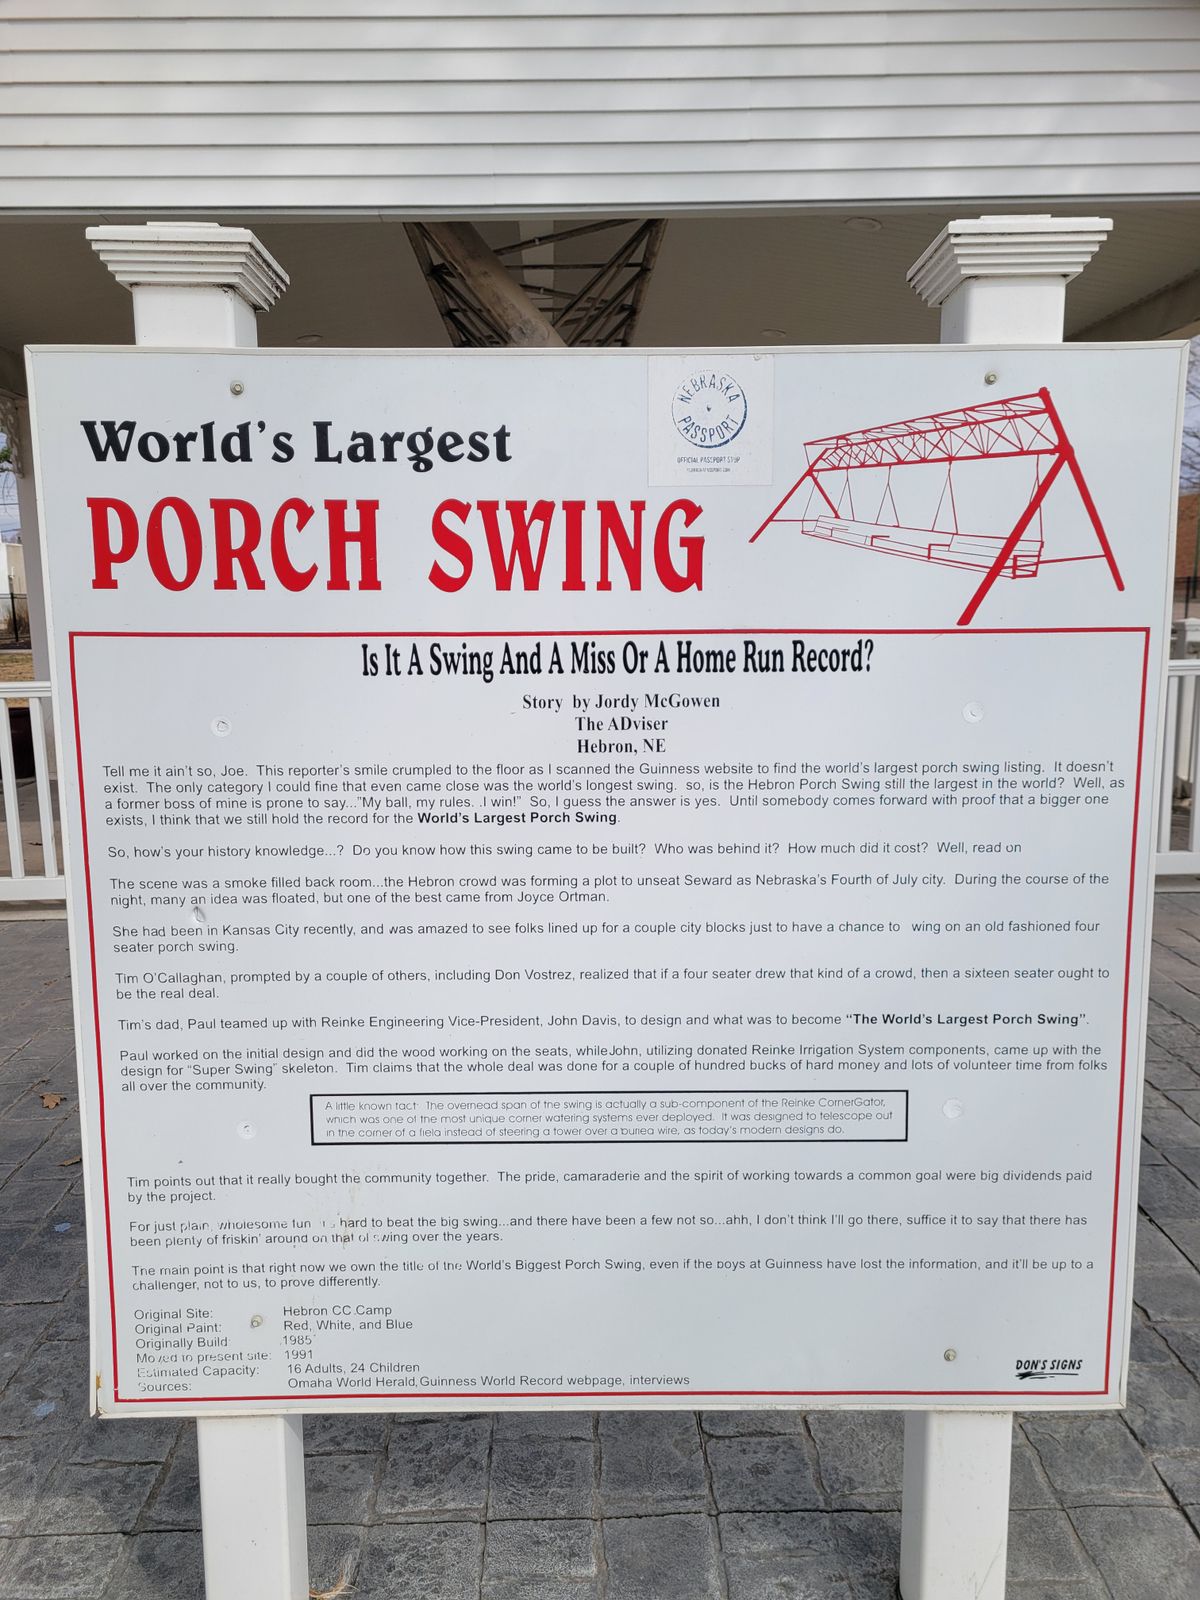 NEBRASKA
PASSPORT
OFFICIAL PASSPORT STOP
World's Largest
PORCH SWING
Is It A Swing And A Miss Or A Home Run Record?
Story by Jordy McGowen
The ADviser
Hebron, NE
Tell me it ain't so, Joe. This reporter's smile crumpled to the floor as I scanned the Guinness website to find the world's largest porch swing listing. It doesn't
exist. The only category I could fine that even came close was the world's longest swing. so, is the Hebron Porch Swing still the largest in the world? Well, as
a former boss of mine is prone to say..."My ball, my rules. .I win!" So, I guess the answer is yes. Until somebody comes forward with proof that a bigger one
exists, I think that we still hold the record for the World's Largest Porch Swing.
So, how's your history knowledge...? Do you know how this swing came to be built? Who was behind it? How much did it cost? Well, read on
The scene was a smoke filled back room...the Hebron crowd was forming a plot to unseat Seward as Nebraska's Fourth of July city. During the course of the
night, many an idea was floated, but one of the best came from Joyce Ortman.
She had been in Kansas City recently, and was amazed to see folks lined up for a couple city blocks just to have a chance to wing on an old fashioned four
seater porch swing.
Tim O'Callaghan, prompted by a couple of others, including Don Vostrez, realized that if a four seater drew that kind of a crowd, then a sixteen seater ought to
be the real deal.
Tim's dad, Paul teamed up with Reinke Engineering Vice-President, John Davis, to design and what was to become "The World's Largest Porch Swing".
Paul worked on the initial design and did the wood working on the seats, while John, utilizing donated Reinke Irrigation System components, came up with the
design for "Super Swing" skeleton. Tim claims that the whole deal was done for a couple of hundred bucks of hard money and lots of volunteer time from folks
all over the community.
A little known fact: The overhead span of the swing is actually a sub-component of the Reinke CornerGator,
which was one of the most unique corner watering systems ever deployed. It was designed to telescope out
in the corner of a field instead of steering a tower over a buried wire, as today's modern designs do.
Tim points out that it really bought the community together. The pride, camaraderie and the spirit of working towards a common goal were big dividends paid
by the project.
For just plain, wholesome fun it's hard to beat the big swing...and there have been a few not so...ahh, I don't think I'll go there, suffice it to say that there has
been plenty of friskin' around on that ol swing over the years.
The main point is that right now we own the title of the World's Biggest Porch Swing, even if the boys at Guinness have lost the information, and it'll be up to a
challenger, not to us, to prove differently.
Original Site: Hebron CC Camp
Original Paint: Red, White, and Blue
Originally Build: 1985
Moved to present site: 1991
Estimated Capacity: 16 Adults, 24 Children
Sources: Omaha World Herald, Guinness World Record webpage, interviews
DON'S SIGNS